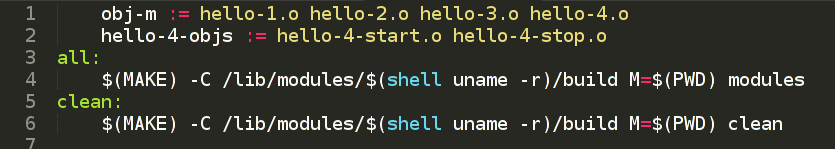 1 obj-m := hello-1.o hello-2.o hello-3.o hello-4.o
2 hello-4-objs := hello-4-start.o hello-4-stop.o
3 all:
4 $(MAKE) -C /lib/modules/$(shell uname -r)/build M=$(PWD) modules
5 clean:
6 $(MAKE) -C /lib/modules/$(shell uname -r)/build M=$(PWD) clean
7